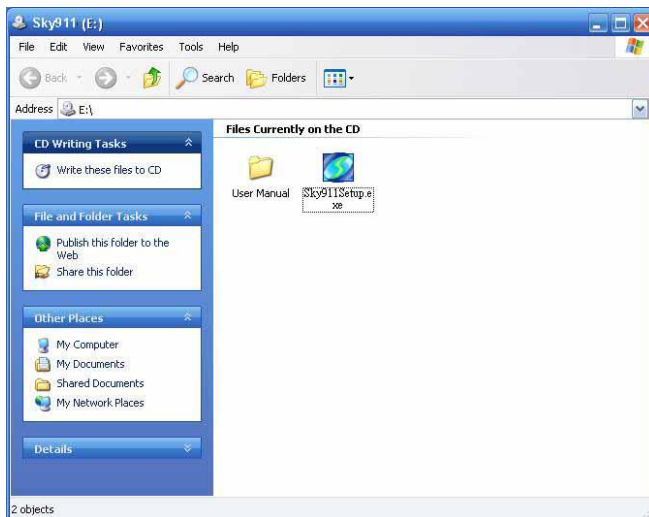 Sky911 (E:)
File Edit View Favorites Tools Help
Back Search Folders
Address E:\
CD Writing Tasks
Write these files to CD
File and Folder Tasks
Publish this folder to the
Web
Share this folder
Other Places
My Computer
My Documents
Shared Documents
My Network Places
Details
Files Currently on the CD
User Manual
Sky911Setup.e
xe
2 objects